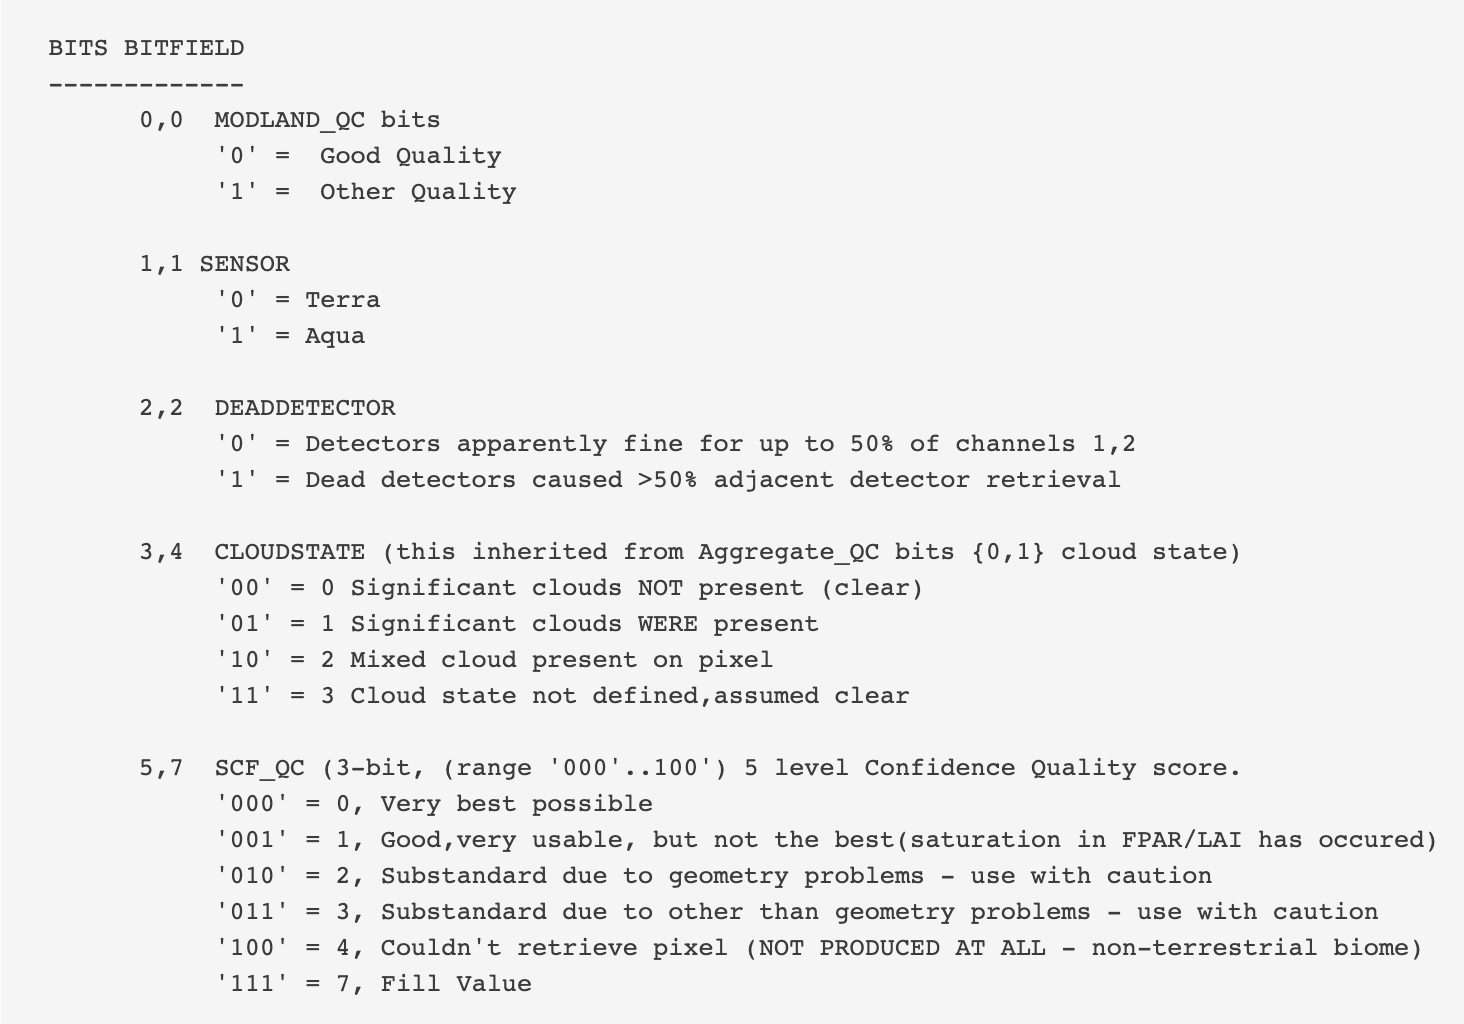 BITS BITFIELD
-------------
0,0 MODLAND_QC bits
'0' = Good Quality
'1' = Other Quality
1,1 SENSOR
'0' = Terra
'1' = Aqua
2,2 DEADDETECTOR
'0' = Detectors apparently fine for up to 50% of channels 1,2
'1' = Dead detectors caused >50% adjacent detector retrieval
3,4 CLOUDSTATE (this inherited from Aggregate_QC bits {0,1} cloud state)
'00' = 0 Significant clouds NOT present (clear)
'01' = 1 Significant clouds WERE present
'10' = 2 Mixed cloud present on pixel
'11' = 3 Cloud state not defined,assumed clear
5,7 SCF_QC (3-bit, (range '000'..100') 5 level Confidence Quality score.
'000' = 0, Very best possible
'001' = 1, Good,very usable, but not the best(saturation in FPAR/LAI has occured)
'010' = 2, Substandard due to geometry problems - use with caution
'011' = 3, Substandard due to other than geometry problems - use with caution
'100' = 4, Couldn't retrieve pixel (NOT PRODUCED AT ALL - non-terrestrial biome)
'111' = 7, Fill Value